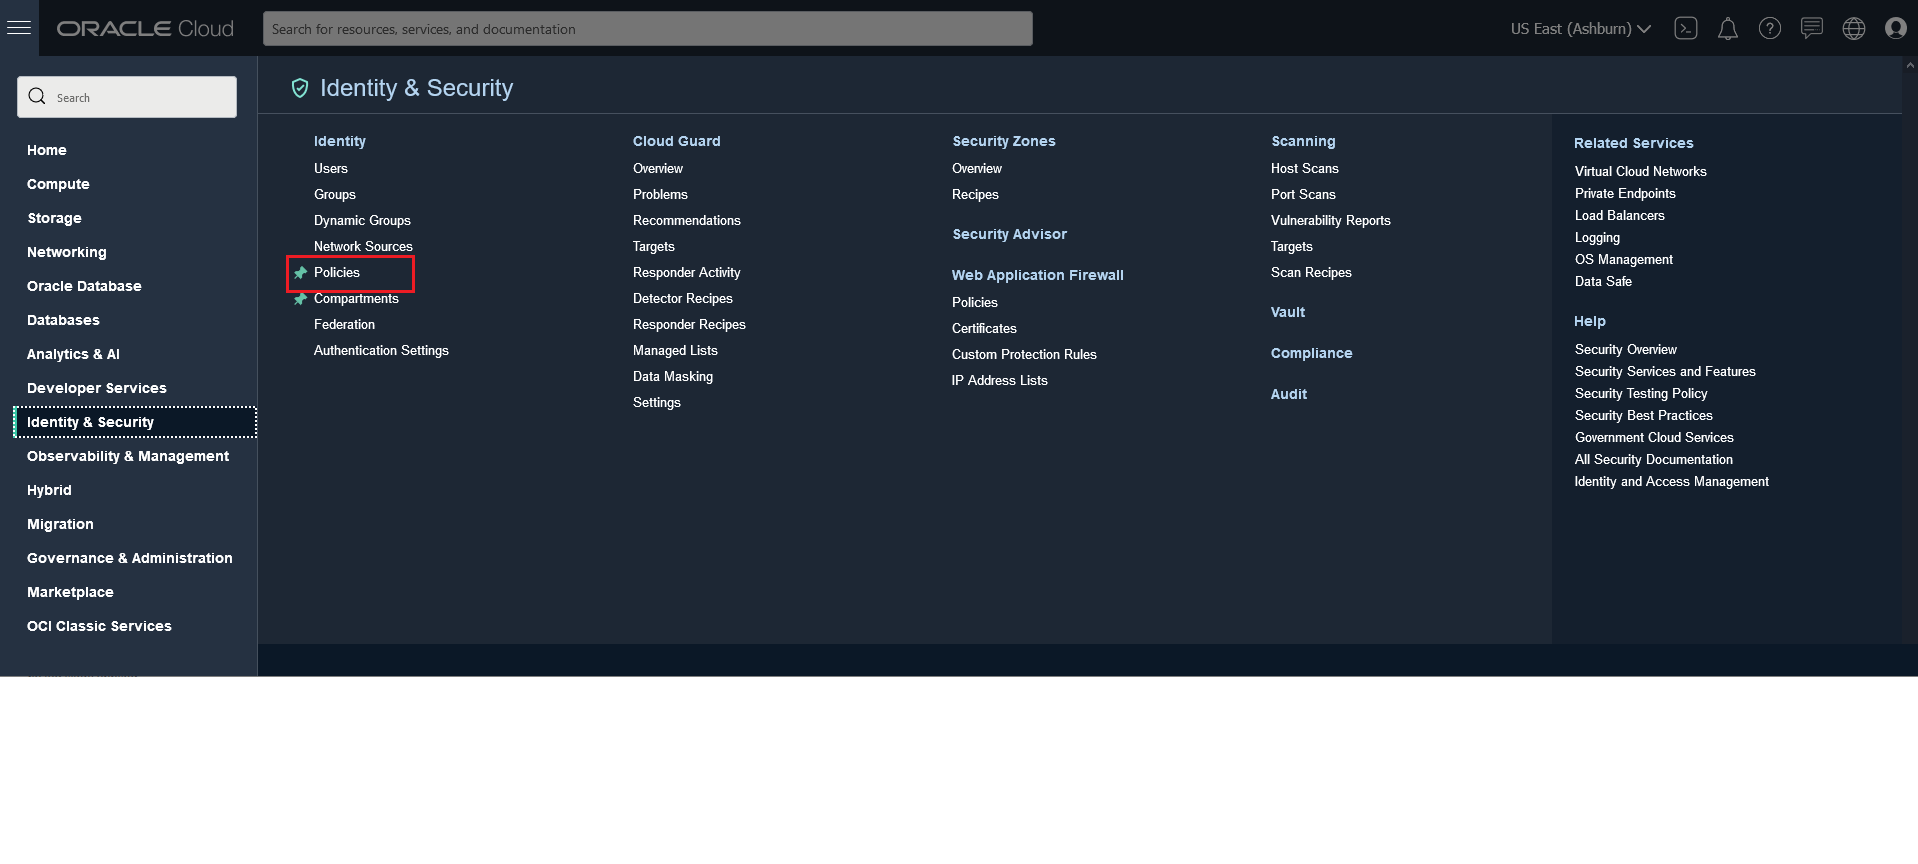 ORACLE Cloud
Search for resources, services, and documentation
US East (Ashburn)
Search
Home
Compute
Storage
Networking
Oracle Database
Databases
Analytics & AI
Developer Services
Identity & Security
Observability & Management
Hybrid
Migration
Governance & Administration
Marketplace
OCI Classic Services
Identity & Security
Identity
Users
Groups
Dynamic Groups
Network Sources
Policies
Compartments
Federation
Authentication Settings
Cloud Guard
Overview
Problems
Recommendations
Targets
Responder Activity
Detector Recipes
Responder Recipes
Managed Lists
Data Masking
Settings
Security Zones
Overview
Recipes
Security Advisor
Web Application Firewall
Policies
Certificates
Custom Protection Rules
IP Address Lists
Scanning
Host Scans
Port Scans
Vulnerability Reports
Targets
Scan Recipes
Vault
Compliance
Audit
Related Services
Virtual Cloud Networks
Private Endpoints
Load Balancers
Logging
OS Management
Data Safe
Help
Security Overview
Security Services and Features
Security Testing Policy
Security Best Practices
Government Cloud Services
All Security Documentation
Identity and Access Management